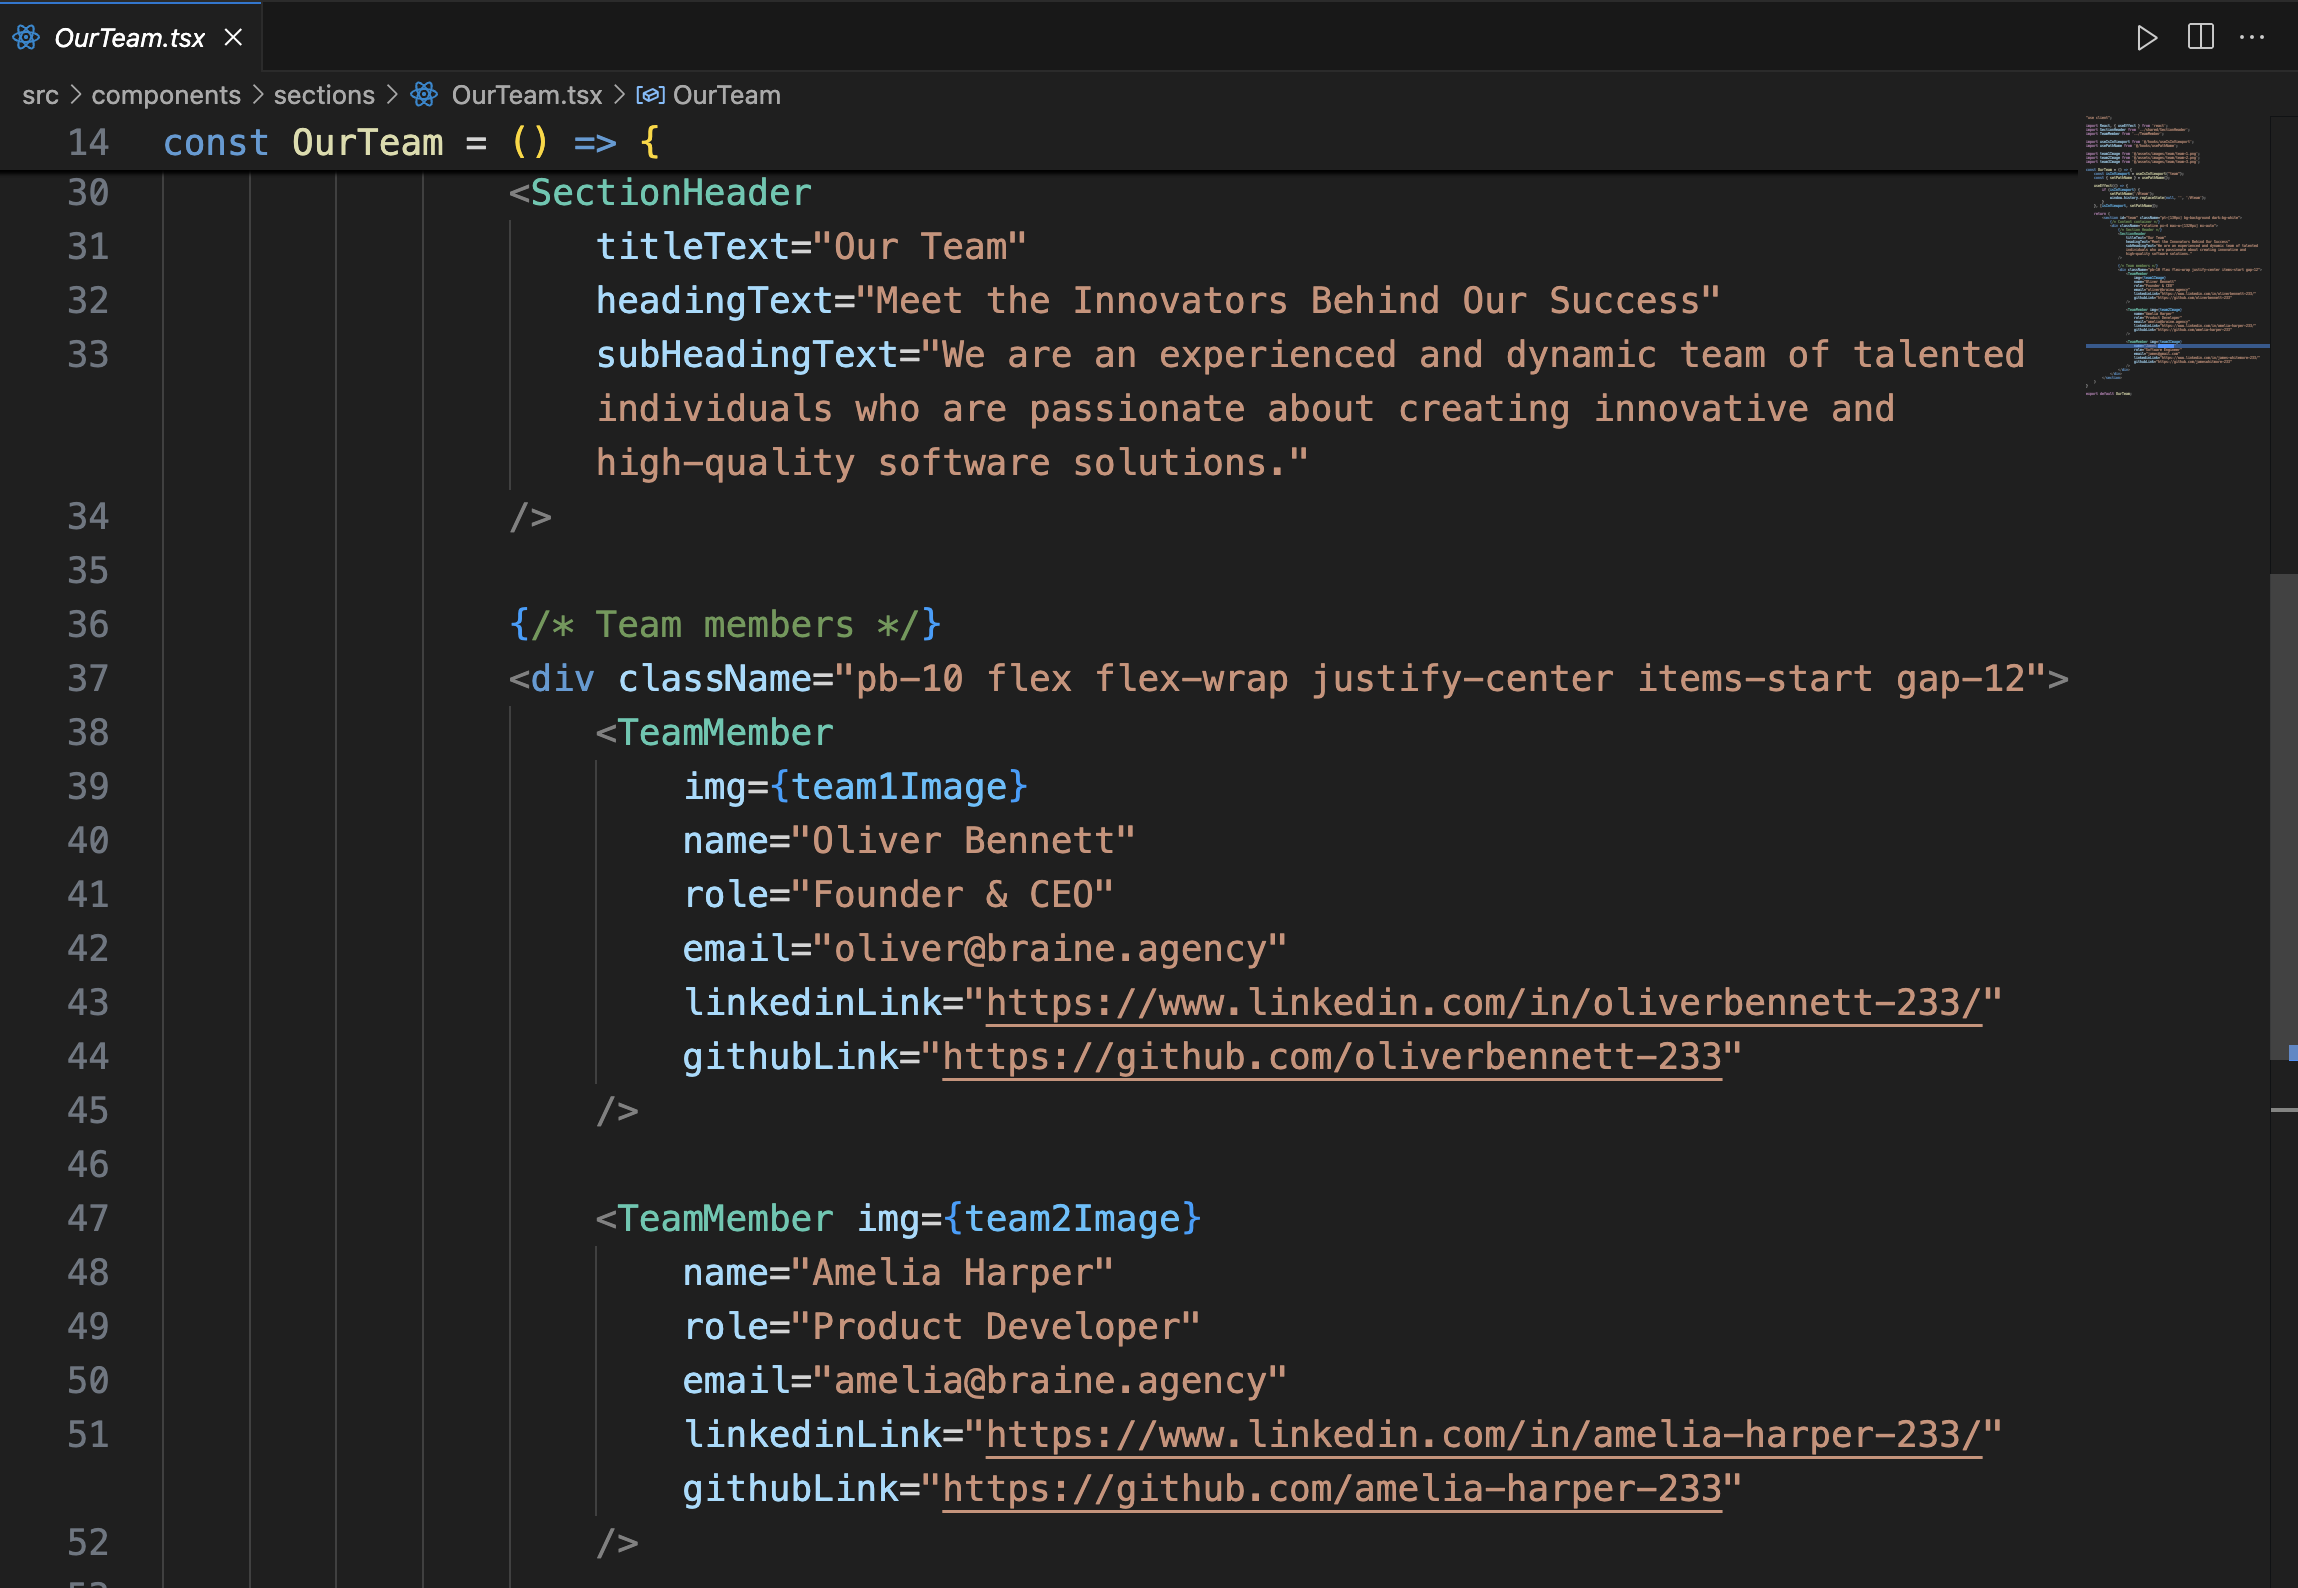 OurTeam.tsx
src > components > sections > OurTeam.tsx > OurTeam
14 const OurTeam = () => {
30 <SectionHeader
31 titleText="Our Team"
32 headingText="Meet the Innovators Behind Our Success"
33 subHeadingText="We are an experienced and dynamic team of talented
individuals who are passionate about creating innovative and
high-quality software solutions."
34 />
35
36 {/* Team members */}
37 <div className="pb-10 flex flex-wrap justify-center items-start gap-12">
38 <TeamMember
39 img={team1Image}
40 name="Oliver Bennett"
41 role="Founder & CEO"
42 email="oliver@braine.agency"
43 linkedinLink="https://www.linkedin.com/in/oliverbennett-233/"
44 githubLink="https://github.com/oliverbennett-233"
45 />
46
47 <TeamMember img={team2Image}
48 name="Amelia Harper"
49 role="Product Developer"
50 email="amelia@braine.agency"
51 linkedinLink="https://www.linkedin.com/in/amelia-harper-233/"
githubLink="https://github.com/amelia-harper-233"
52 />